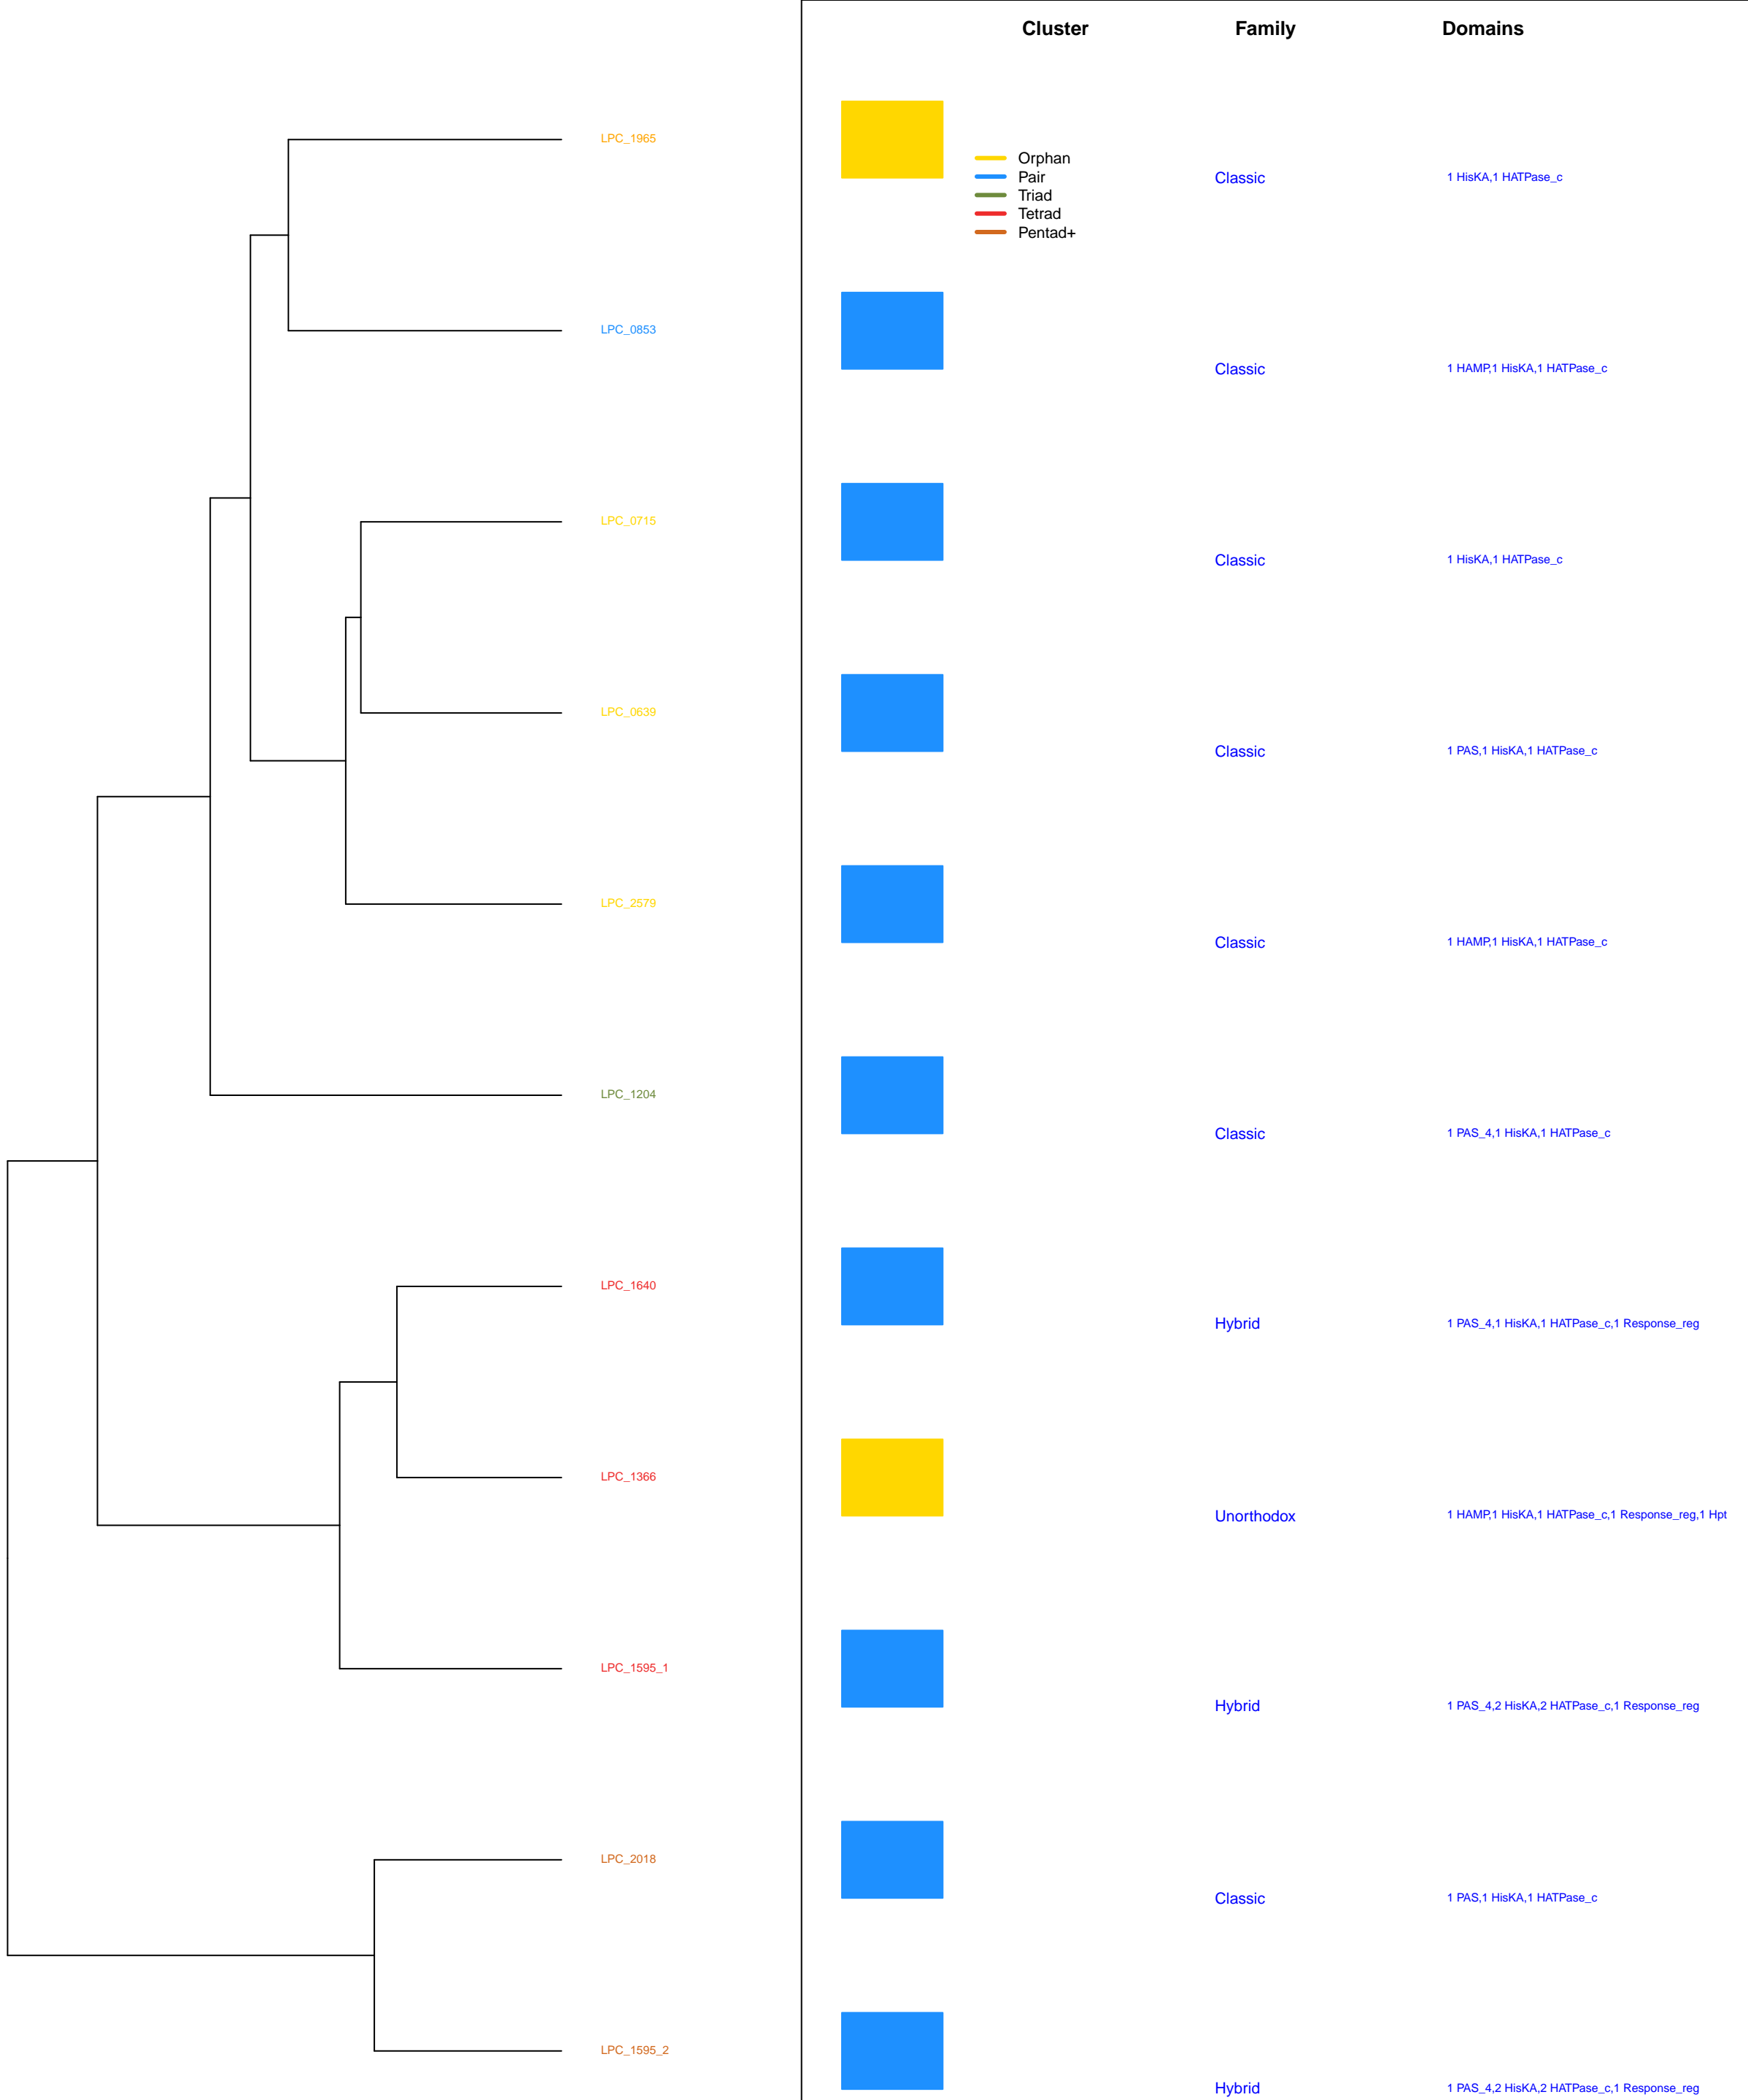 Cluster Family Domains
LPC_1965
Orphan
Pair
Triad
Tetrad
Pentad+
Classic 1 HisKA,1 HATPase_c
LPC_0853
Classic 1 HAMP,1 HisKA,1 HATPase_c
LPC_0715
Classic 1 HisKA,1 HATPase_c
LPC_0639
Classic 1 PAS,1 HisKA,1 HATPase_c
LPC_2579
Classic 1 HAMP,1 HisKA,1 HATPase_c
LPC_1204
Classic 1 PAS_4,1 HisKA,1 HATPase_c
LPC_1640
Hybrid 1 PAS_4,1 HisKA,1 HATPase_c,1 Response_reg
LPC_1366
Unorthodox 1 HAMP,1 HisKA,1 HATPase_c,1 Response_reg,1 Hpt
LPC_1595_1
Hybrid 1 PAS_4,2 HisKA,2 HATPase_c,1 Response_reg
LPC_2018
Classic 1 PAS,1 HisKA,1 HATPase_c
LPC_1595_2
Hybrid 1 PAS_4,2 HisKA,2 HATPase_c,1 Response_reg